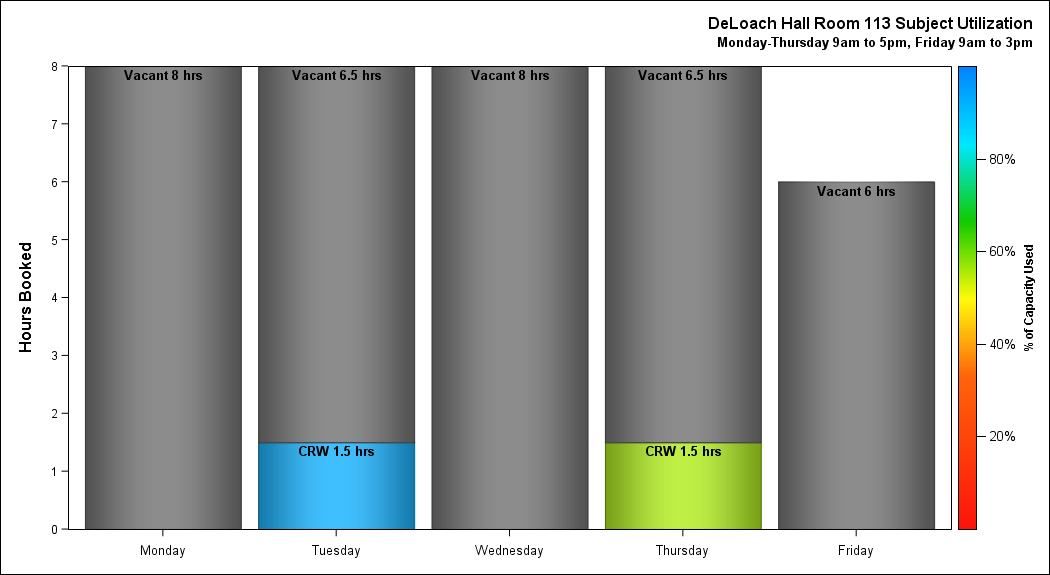 DeLoach Hall Room 113 Subject Utilization
Monday-Thursday 9am to 5pm, Friday 9am to 3pm
Hours Booked
8
7
6
5
4
3
2
1
0
Vacant 8 hrs
Vacant 6.5 hrs
Vacant 8 hrs
Vacant 6.5 hrs
Vacant 6 hrs
CRW 1.5 hrs
CRW 1.5 hrs
Monday
Tuesday
Wednesday
Thursday
Friday
80%
60%
40%
20%
% of Capacity Used